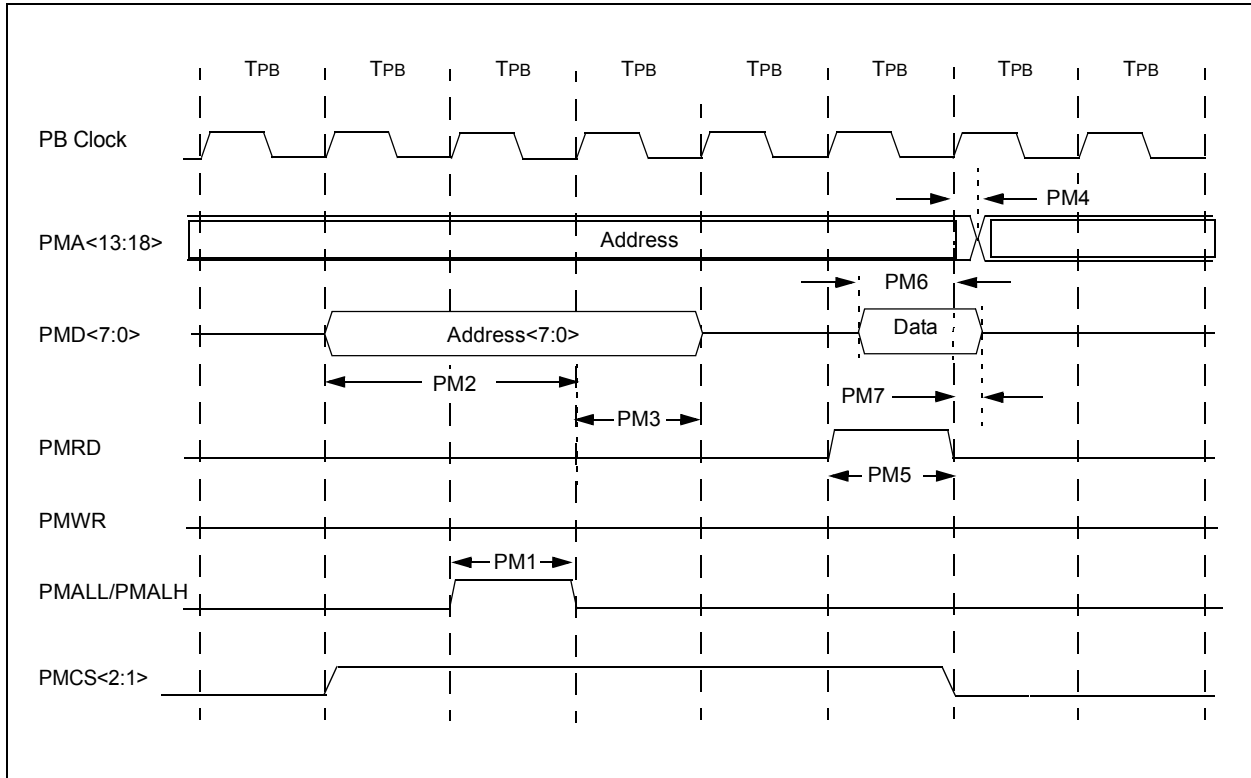 TPB TPB TPB TPB TPB TPB TPB TPB
PB Clock
PM4
PMA<13:18>
Address
PM6
PMD<7:0>
Address<7:0>
Data
PM2
PM7
PM3
PMRD
PM5
PMWR
PM1
PMALL/PMALH
PMCS<2:1>